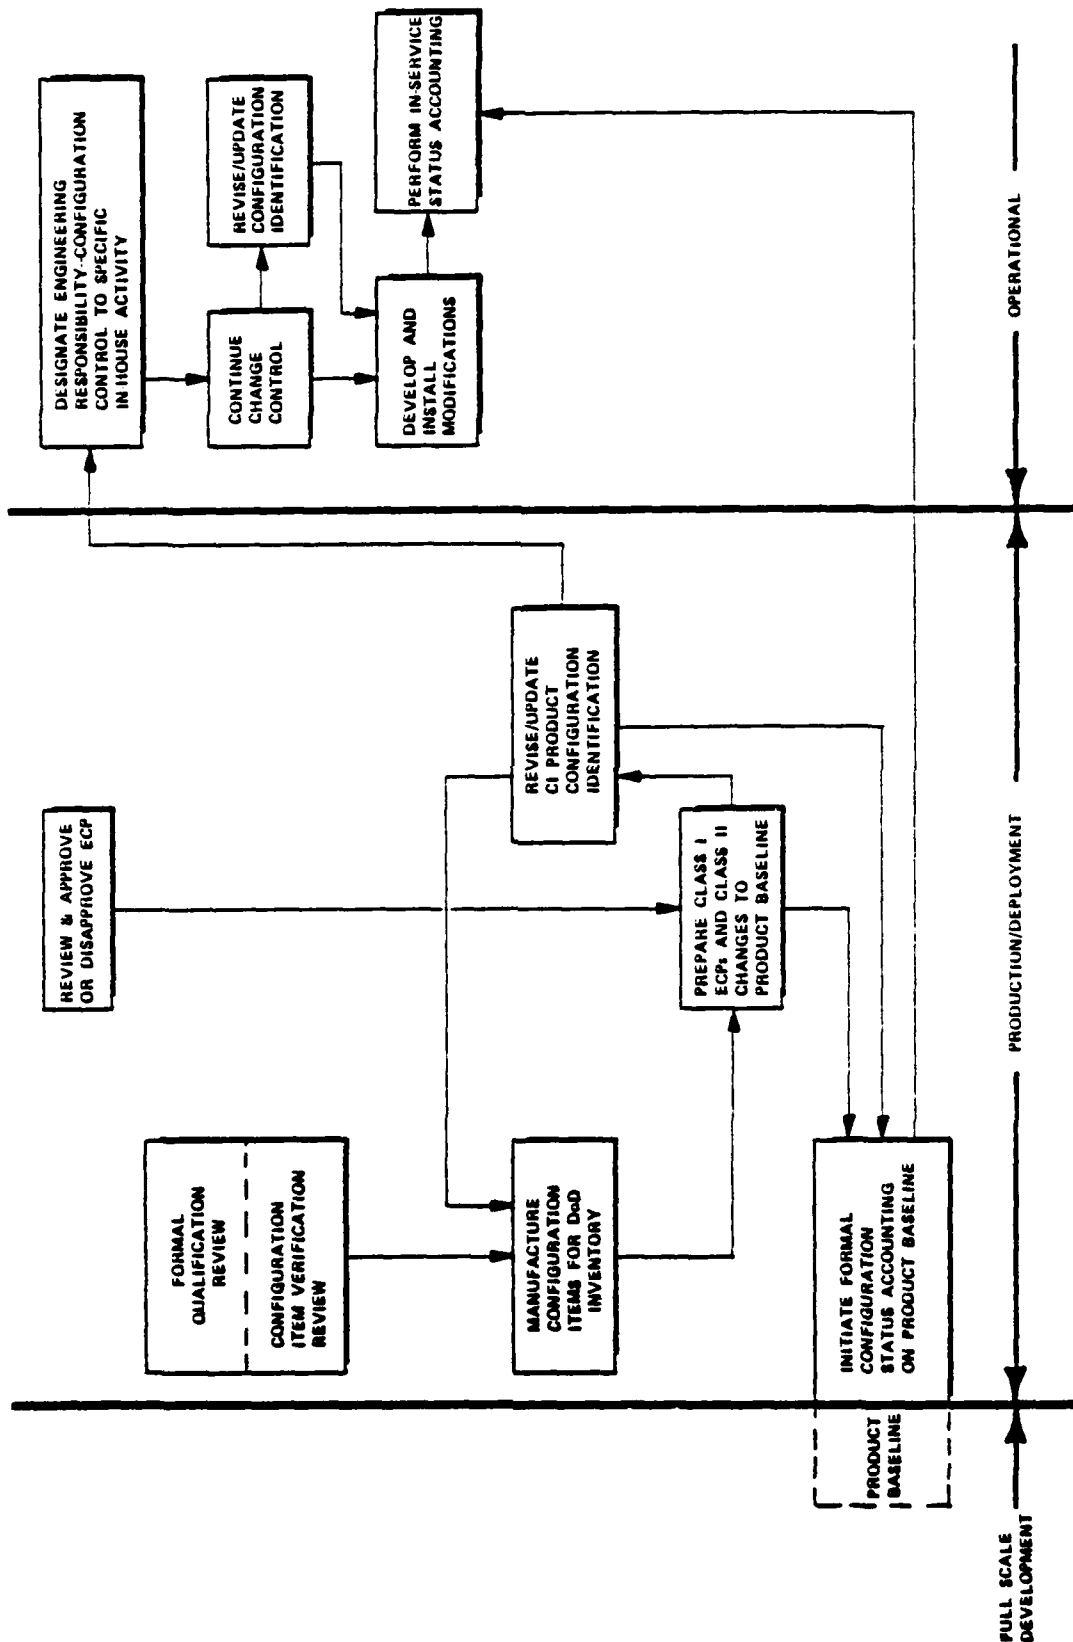 FORMAL
QUALIFICATION
REVIEW
CONFIGURATION
ITEM VERIFICATION
REVIEW
REVIEW & APPROVE
OR DISAPPROVE ECP
DESIGNATE ENGINEERING
RESPONSIBILITY-CONFIGURATION
CONTROL TO SPECIFIC
IN-HOUSE ACTIVITY
CONTINUE
CHANGE
CONTROL
REVISE/UPDATE
CONFIGURATION
IDENTIFICATION
DEVELOP AND
INSTALL
MODIFICATIONS
PERFORM IN-SERVICE
STATUS ACCOUNTING
MANUFACTURE
CONFIGURATION
ITEMS FOR DoD
INVENTORY
REVISE/UPDATE
CI PRODUCT
CONFIGURATION
IDENTIFICATION
PREPARE CLASS I
ECPs AND CLASS II
CHANGES TO
PRODUCT BASELINE
PRODUCT
BASELINE
INITIATE FORMAL
CONFIGURATION
STATUS ACCOUNTING
ON PRODUCT BASELINE
FULL SCALE
DEVELOPMENT
PRODUCTION/DEPLOYMENT
OPERATIONAL